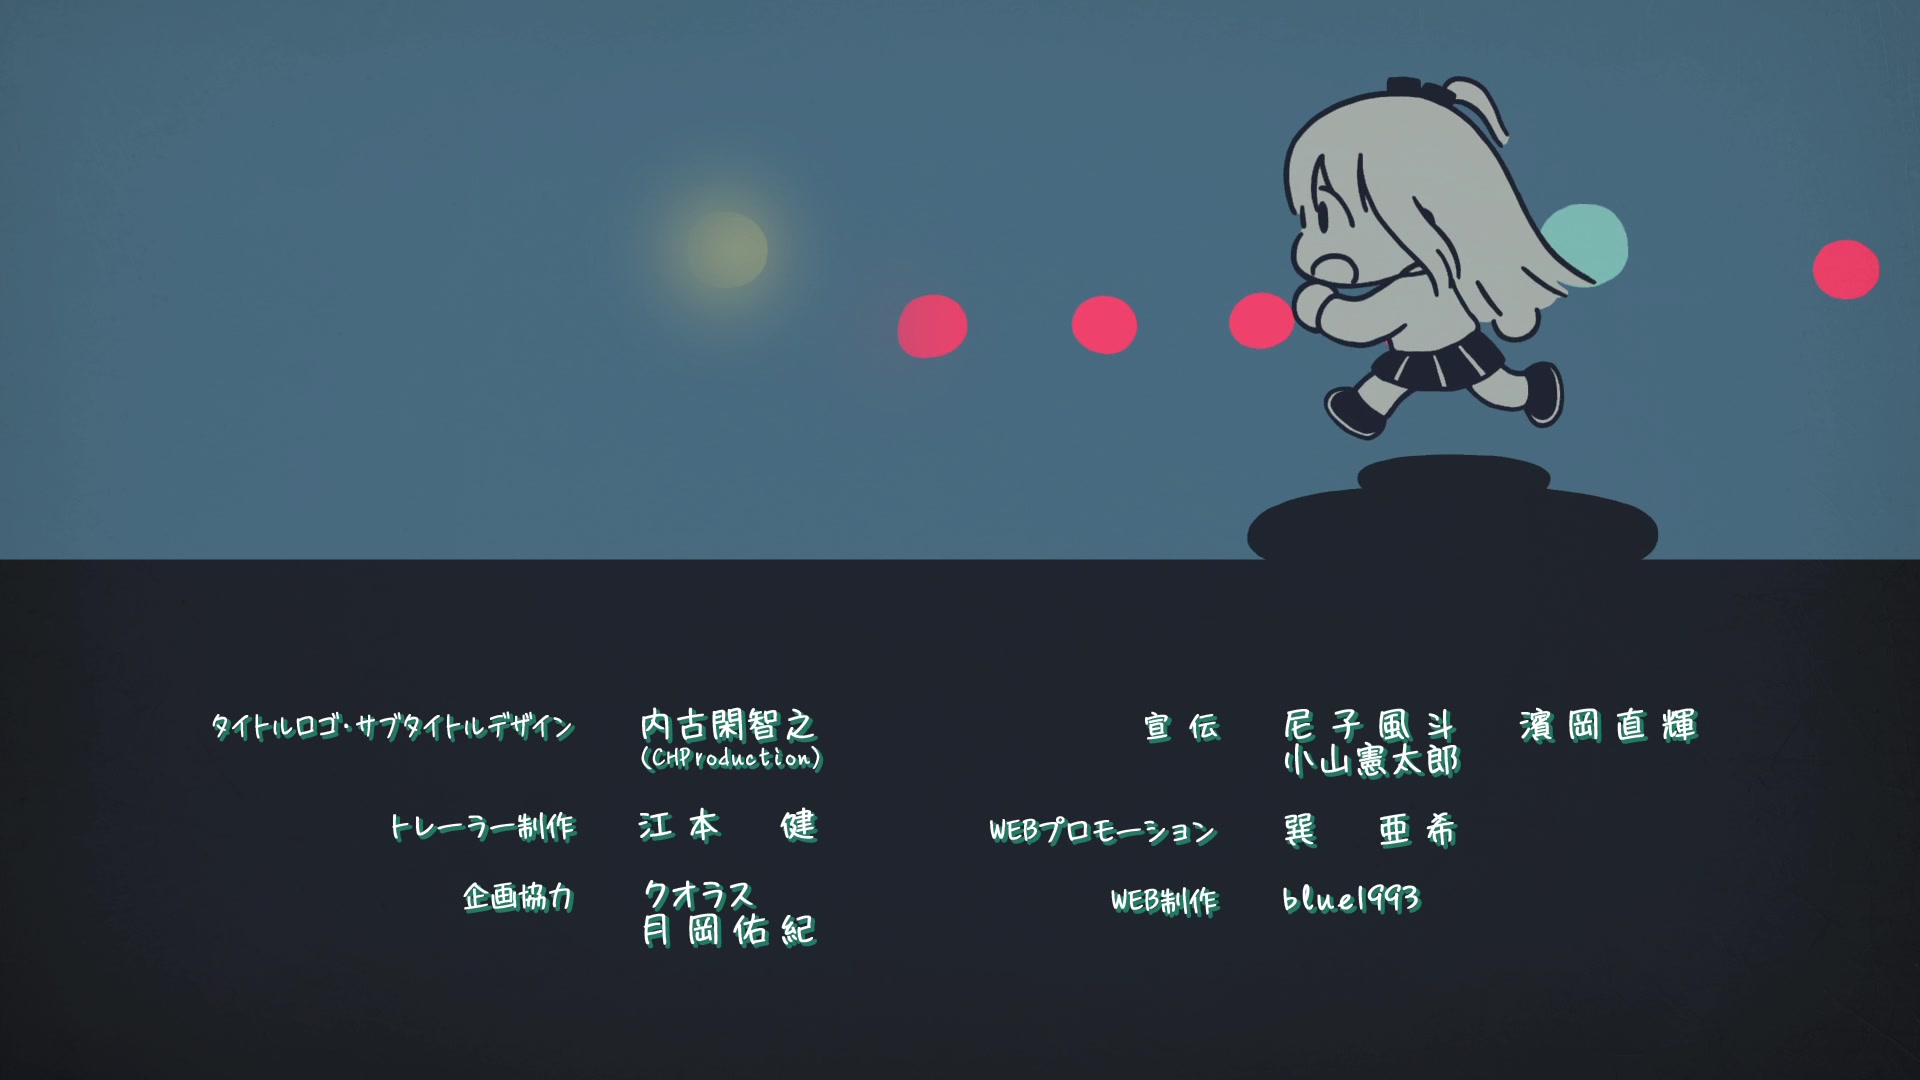 タイトルロゴ・サブタイトルデザイン 内古閑智之
(CHProduction)
トレーラー制作 江本 健
企画協力 クオラス
月岡佑紀
宣伝 尼子風斗 濱岡直輝
小山憲太郎
WEBプロモーション 巽 亜希
WEB制作 blue1993